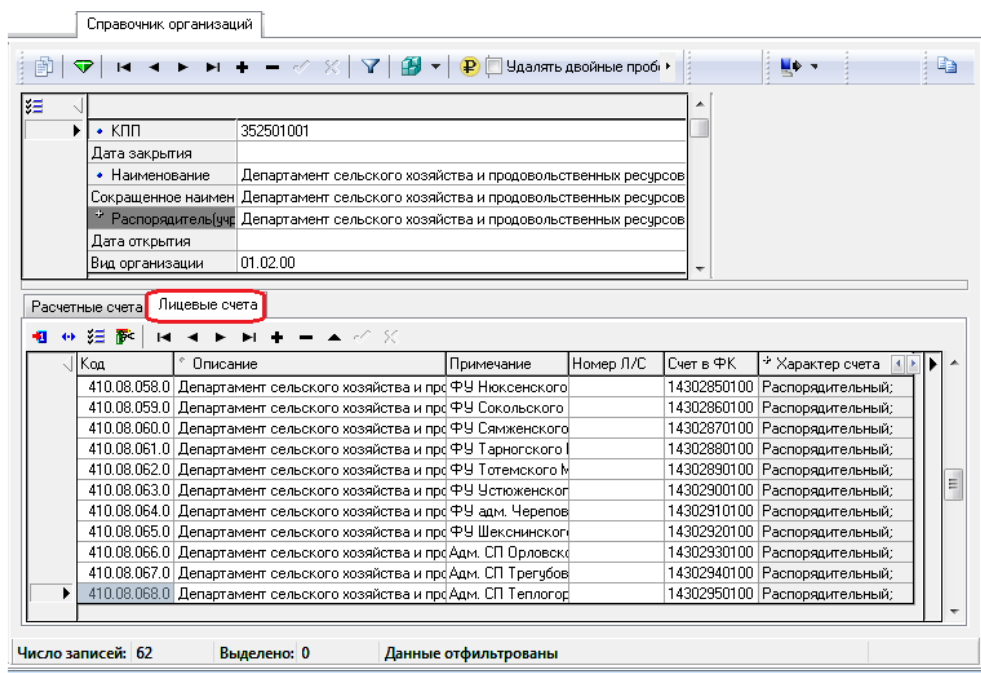 Справочник организаций
Удалять двойные проб
КПП 352501001
Дата закрытия
Наименование Департамент сельского хозяйства и продовольственных ресурсов
Сокращенное наимен Департамент сельского хозяйства и продовольственных ресурсов
Распорядитель(учр Департамент сельского хозяйства и продовольственных ресурсов
Дата открытия
Вид организации 01.02.00
Расчетные счета Лицевые счета
Код Описание Примечание Номер Л/С Счет в ФК Характер счета
410.08.058.0 Департамент сельского хозяйства и про ФУ Нюксенского 14302850100 Распорядительный;
410.08.059.0 Департамент сельского хозяйства и про ФУ Сокольского 14302860100 Распорядительный;
410.08.060.0 Департамент сельского хозяйства и про ФУ Сямженского 14302870100 Распорядительный;
410.08.061.0 Департамент сельского хозяйства и про ФУ Тарногского 14302880100 Распорядительный;
410.08.062.0 Департамент сельского хозяйства и про ФУ Тотемского М 14302890100 Распорядительный;
410.08.063.0 Департамент сельского хозяйства и про ФУ Устюженског 14302900100 Распорядительный;
410.08.064.0 Департамент сельского хозяйства и про ФУ адм. Черепов 14302910100 Распорядительный;
410.08.065.0 Департамент сельского хозяйства и про ФУ Шекснинского 14302920100 Распорядительный;
410.08.066.0 Департамент сельского хозяйства и про Адм. СП Орловско 14302930100 Распорядительный;
410.08.067.0 Департамент сельского хозяйства и про Адм. СП Трегубов 14302940100 Распорядительный;
410.08.068.0 Департамент сельского хозяйства и про Адм. СП Теплогор 14302950100 Распорядительный;
Число записей: 62 Выделено: 0 Данные отфильтрованы